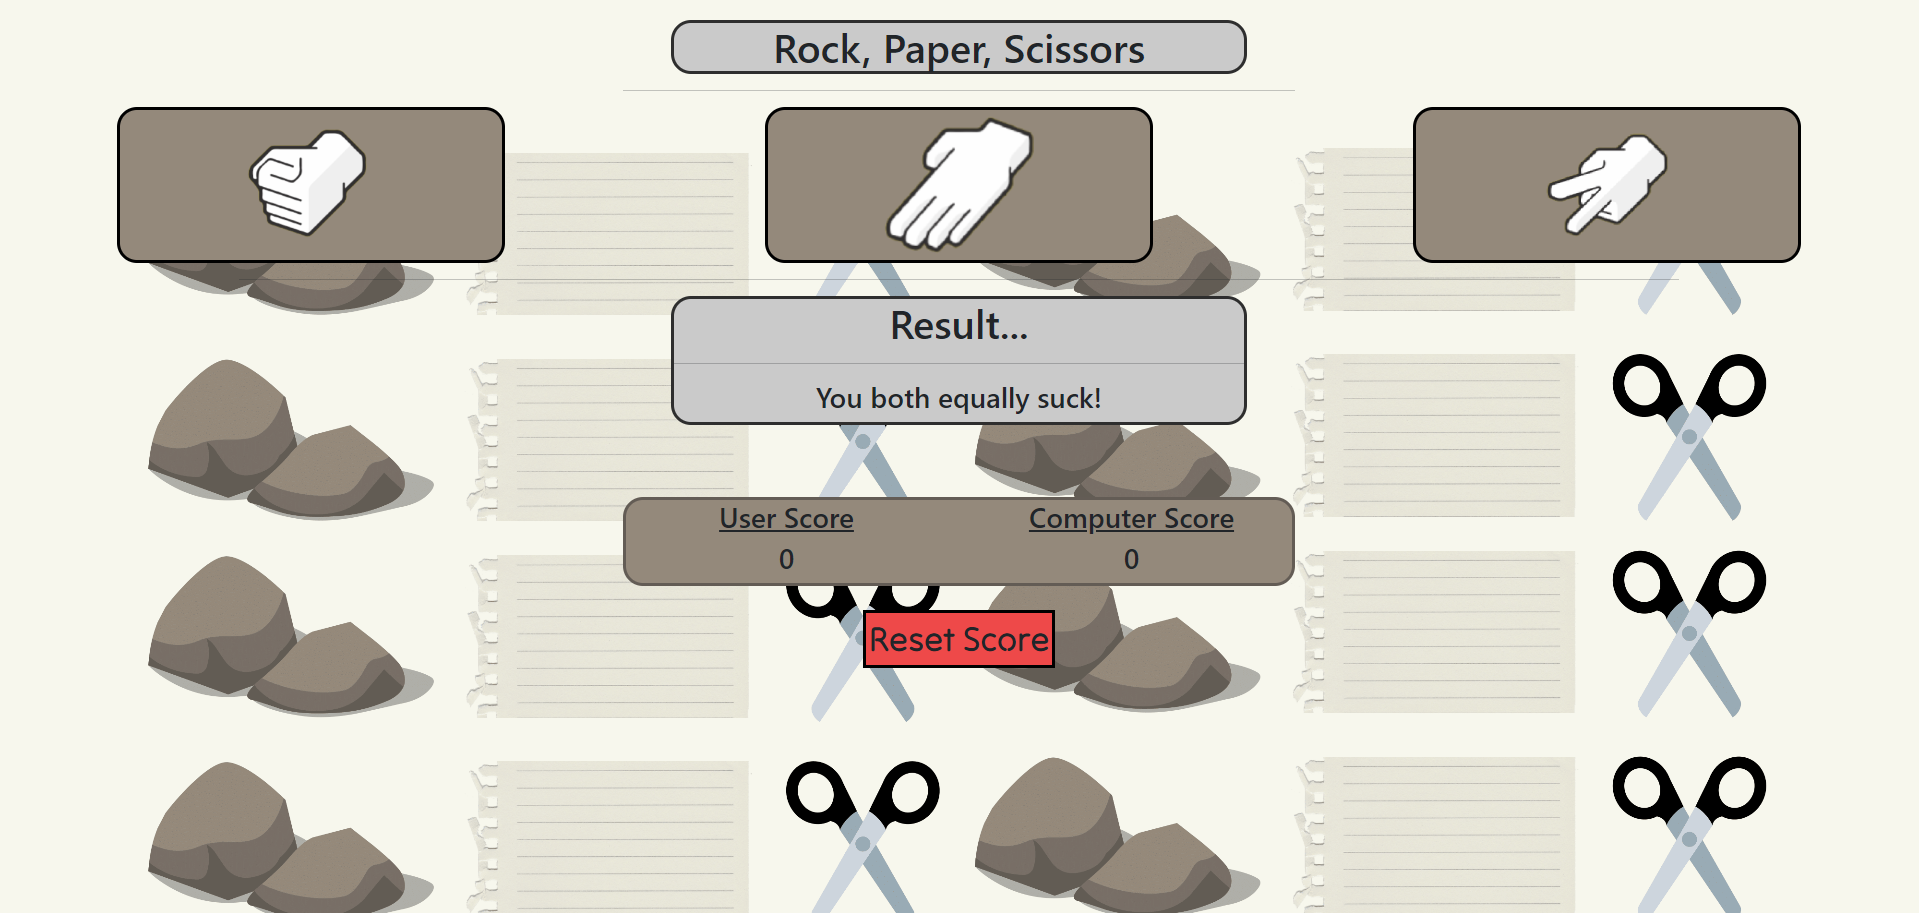 Rock, Paper, Scissors
Result...
You both equally suck!
User Score
Computer Score
0
0
Reset Score